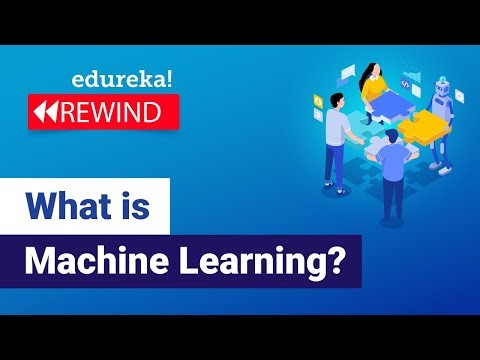 edureka!
REWIND
What is
Machine Learning?